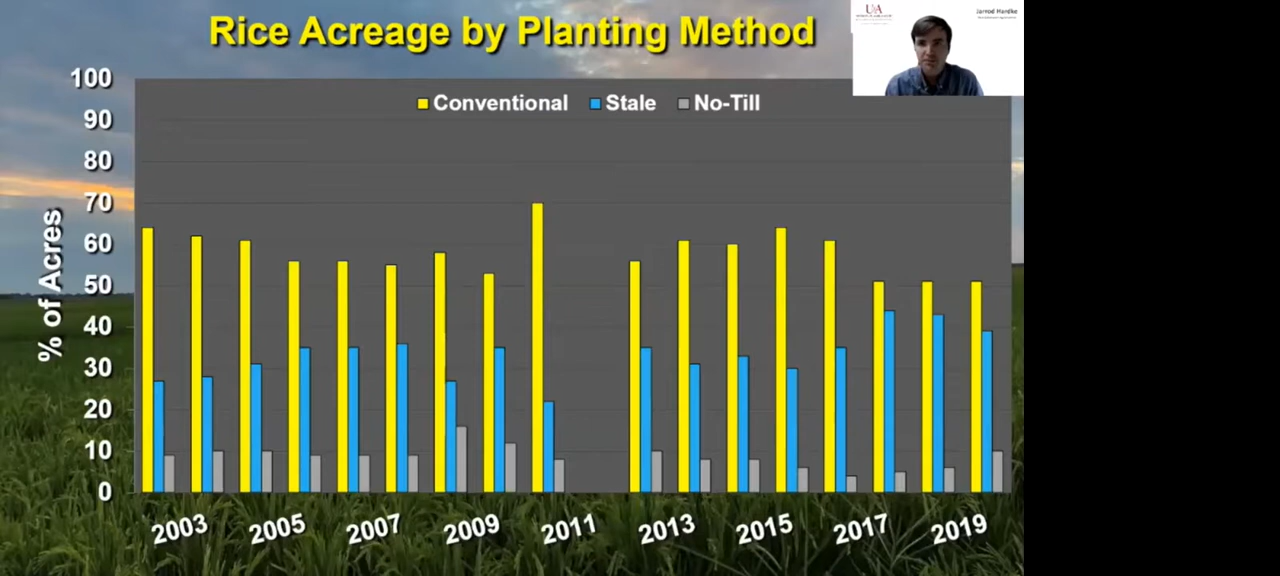 Rice Acreage by Planting Method
Jarrod Hardke
Conventional Stale No-Till
% of Acres
100
90
80
70
60
50
40
30
20
10
0
2003 2005 2007 2009 2011 2013 2015 2017 2019